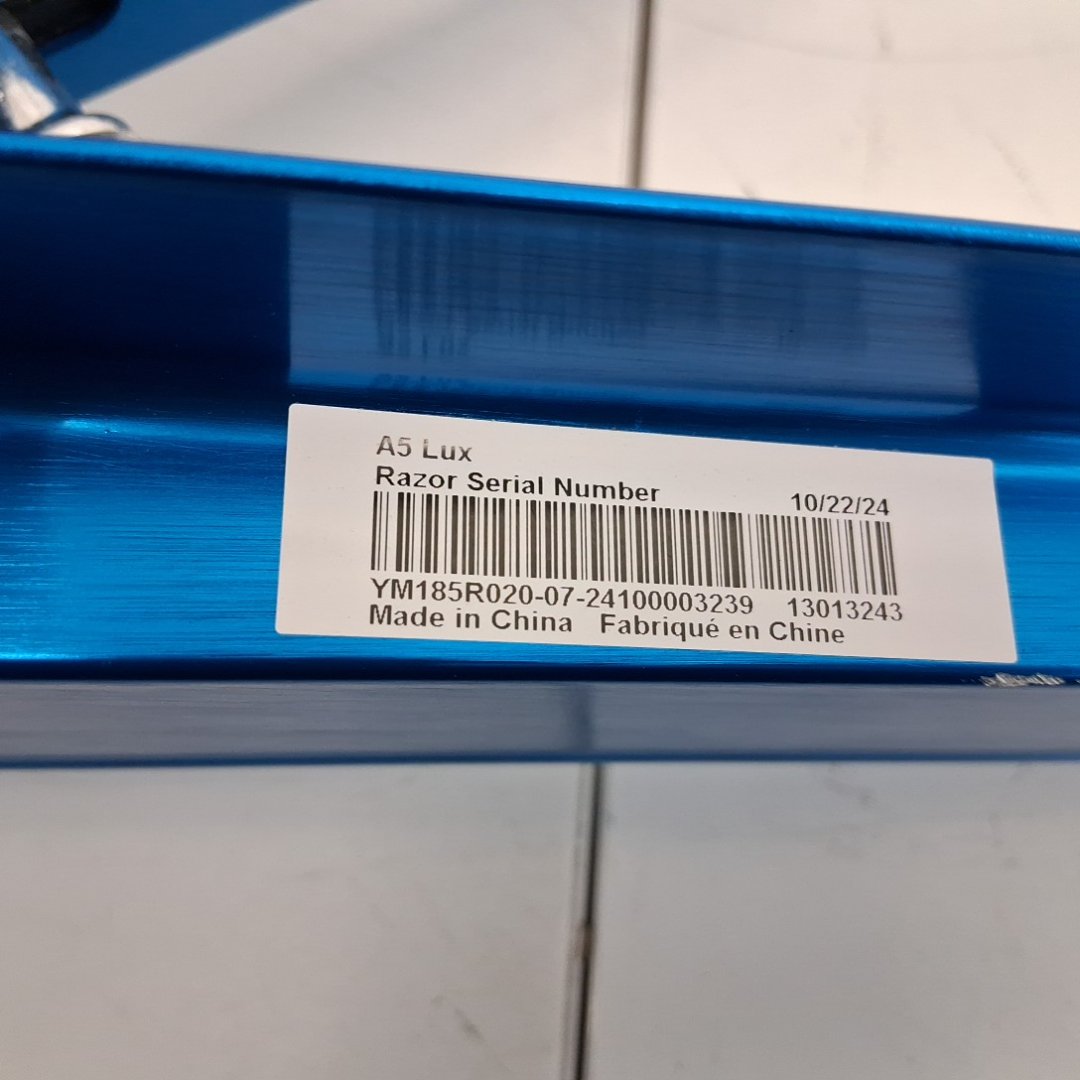 A5 Lux
Razor Serial Number 10/22/24
YM185R020-07-24100003239 13013243
Made in China Fabriqué en Chine